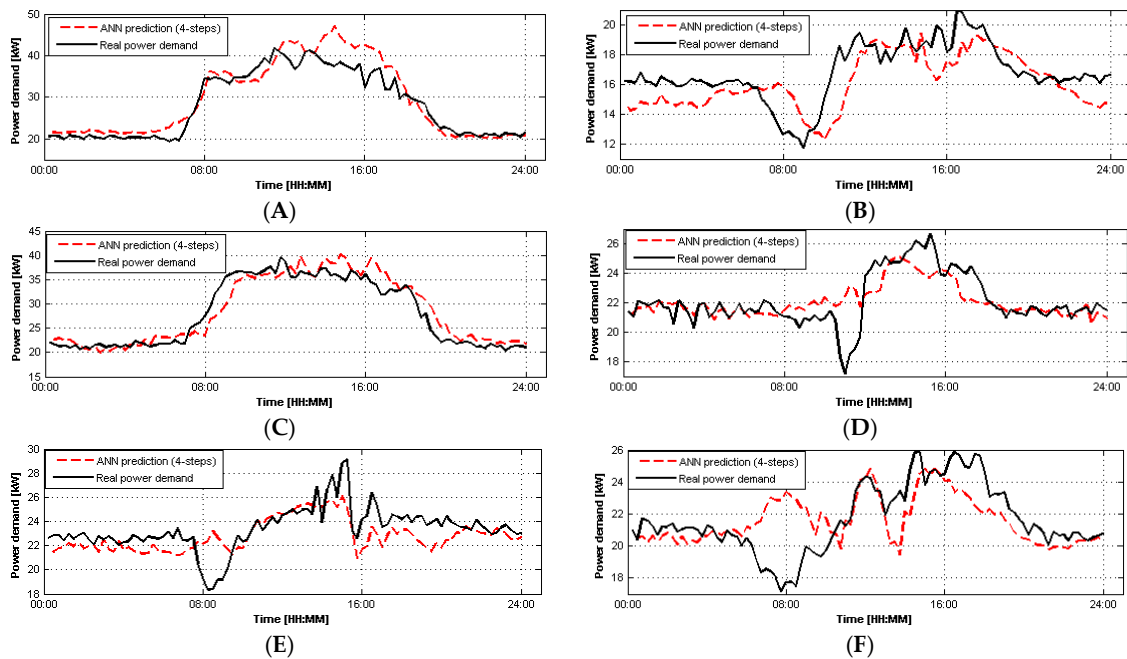 ANN prediction (4-steps)
Real power demand
Power demand [kW]
50
40
30
20
00:00
08:00
16:00
24:00
Time [HH:MM]
(A)
ANN prediction (4-steps)
Real power demand
Power demand [kW]
20
18
16
14
12
00:00
08:00
16:00
24:00
Time [HH:MM]
(B)
ANN prediction (4-steps)
Real power demand
Power demand [kW]
45
40
35
30
25
20
15
00:00
08:00
16:00
24:00
Time [HH:MM]
(C)
ANN prediction (4-steps)
Real power demand
Power demand [kW]
26
24
22
20
18
00:00
08:00
16:00
24:00
Time [HH:MM]
(D)
ANN prediction (4-steps)
Real power demand
Power demand [kW]
30
28
26
24
22
20
18
00:00
08:00
16:00
24:00
Time [HH:MM]
(E)
ANN prediction (4-steps)
Real power demand
Power demand [kW]
26
24
22
20
18
00:00
08:00
16:00
24:00
Time [HH:MM]
(F)